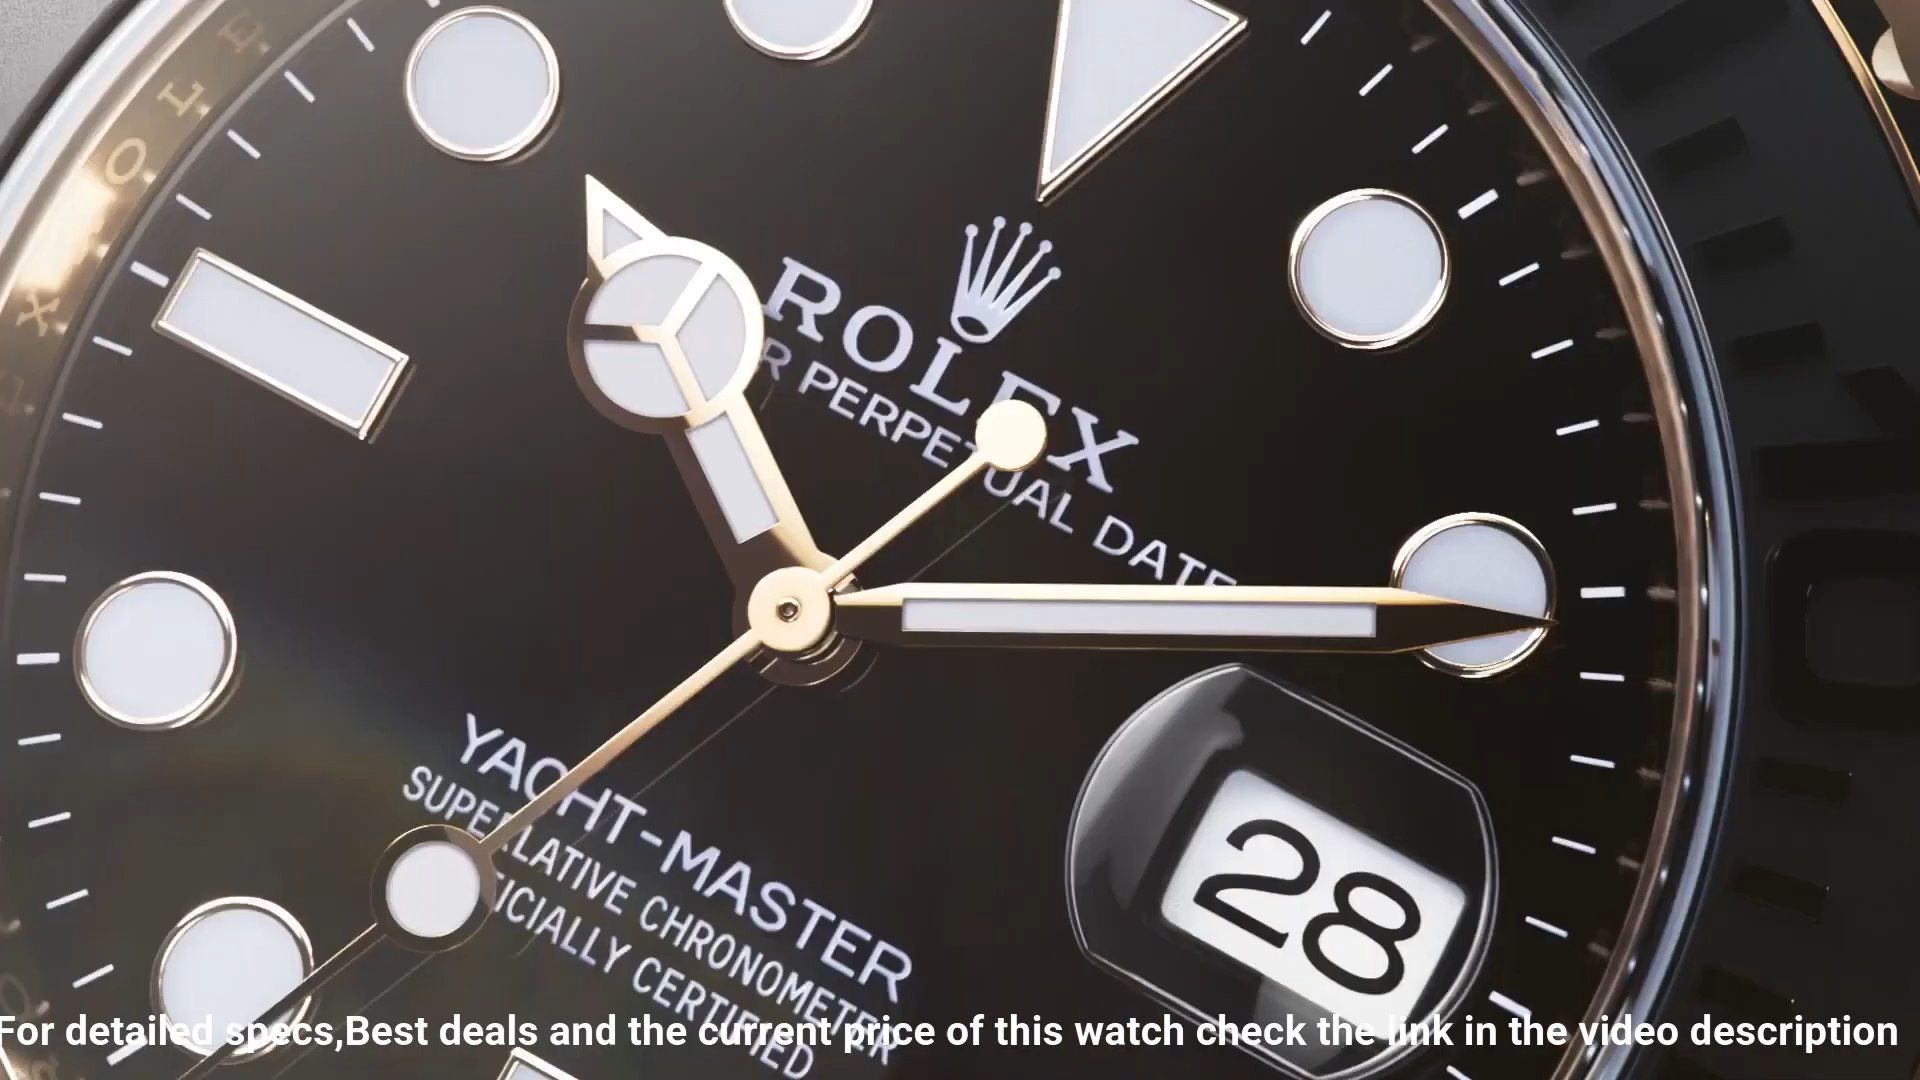 ROLEX
R PERPETUAL DATE
28
YACHT-MASTER
SUPERLATIVE CHRONOMETER
ICIALLY CERTIFIED
For detailed specs,Best deals and the current price of this watch check the link in the video description